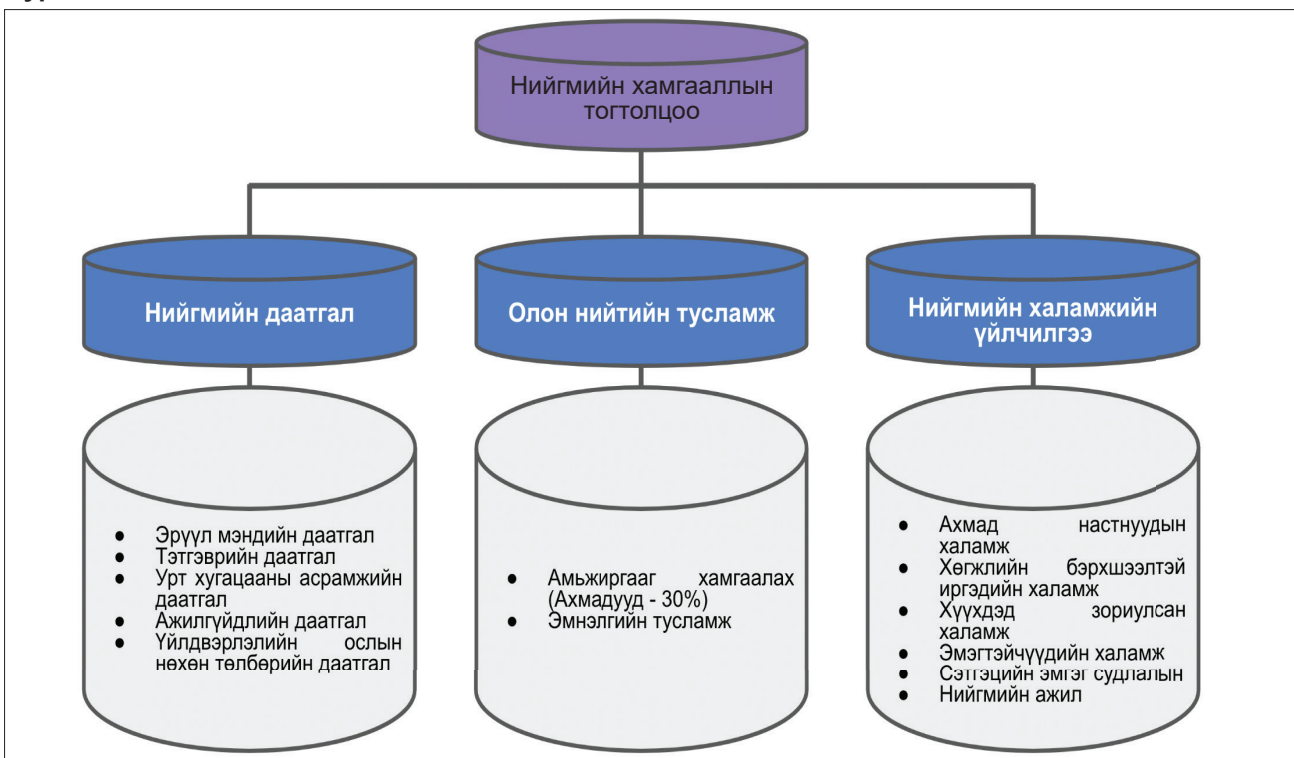 Нийгмийн хамгааллын
тогтолцоо
Нийгмийн даатгал
Олон нийтийн тусламж
Нийгмийн халамжийн
үйлчилгээ
● Эрүүл мэндийн даатгал
● Тэтгэврийн даатгал
● Урт хугацааны асрамжийн
даатгал
● Ажилгүйдлийн даатгал
● Үйлдвэрлэлийн ослын
нөхөн төлбөрийн даатгал
● Амьжиргааг хамгаалах
(Ахмадууд - 30%)
● Эмнэлгийн тусламж
● Ахмад настнуудын
халамж
● Хөгжлийн бэрхшээлтэй
иргэдийн халамж
● Хүүхдэд зориулсан
халамж
● Эмэгтэйчүүдийн халамж
● Сэтгэцийн эмгэг судлалын
● Нийгмийн ажил